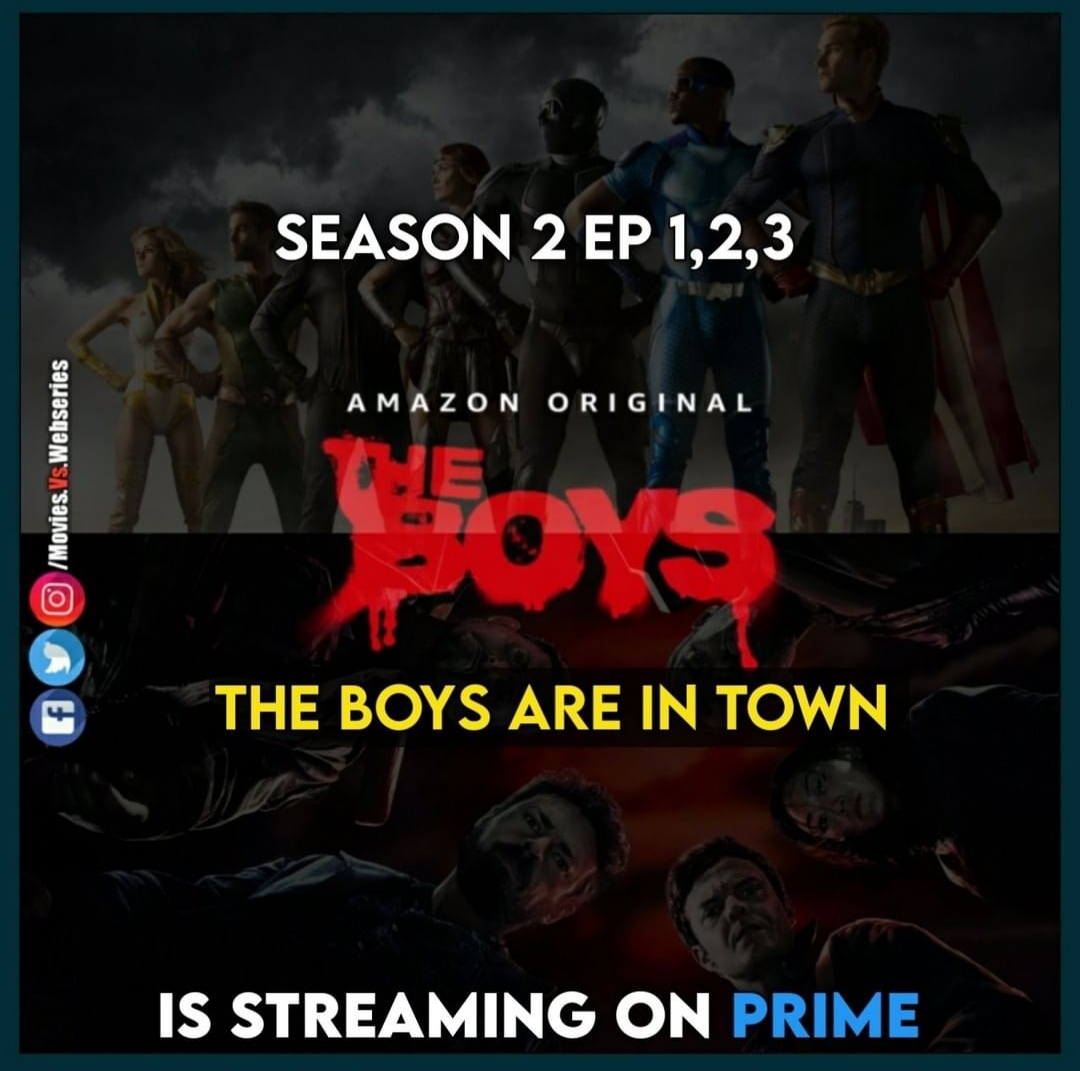 SEASON 2 EP 1,2,3
AMAZON ORIGINAL
THE
BOYS
/Movies.Vs.Webseries
THE BOYS ARE IN TOWN
IS STREAMING ON PRIME